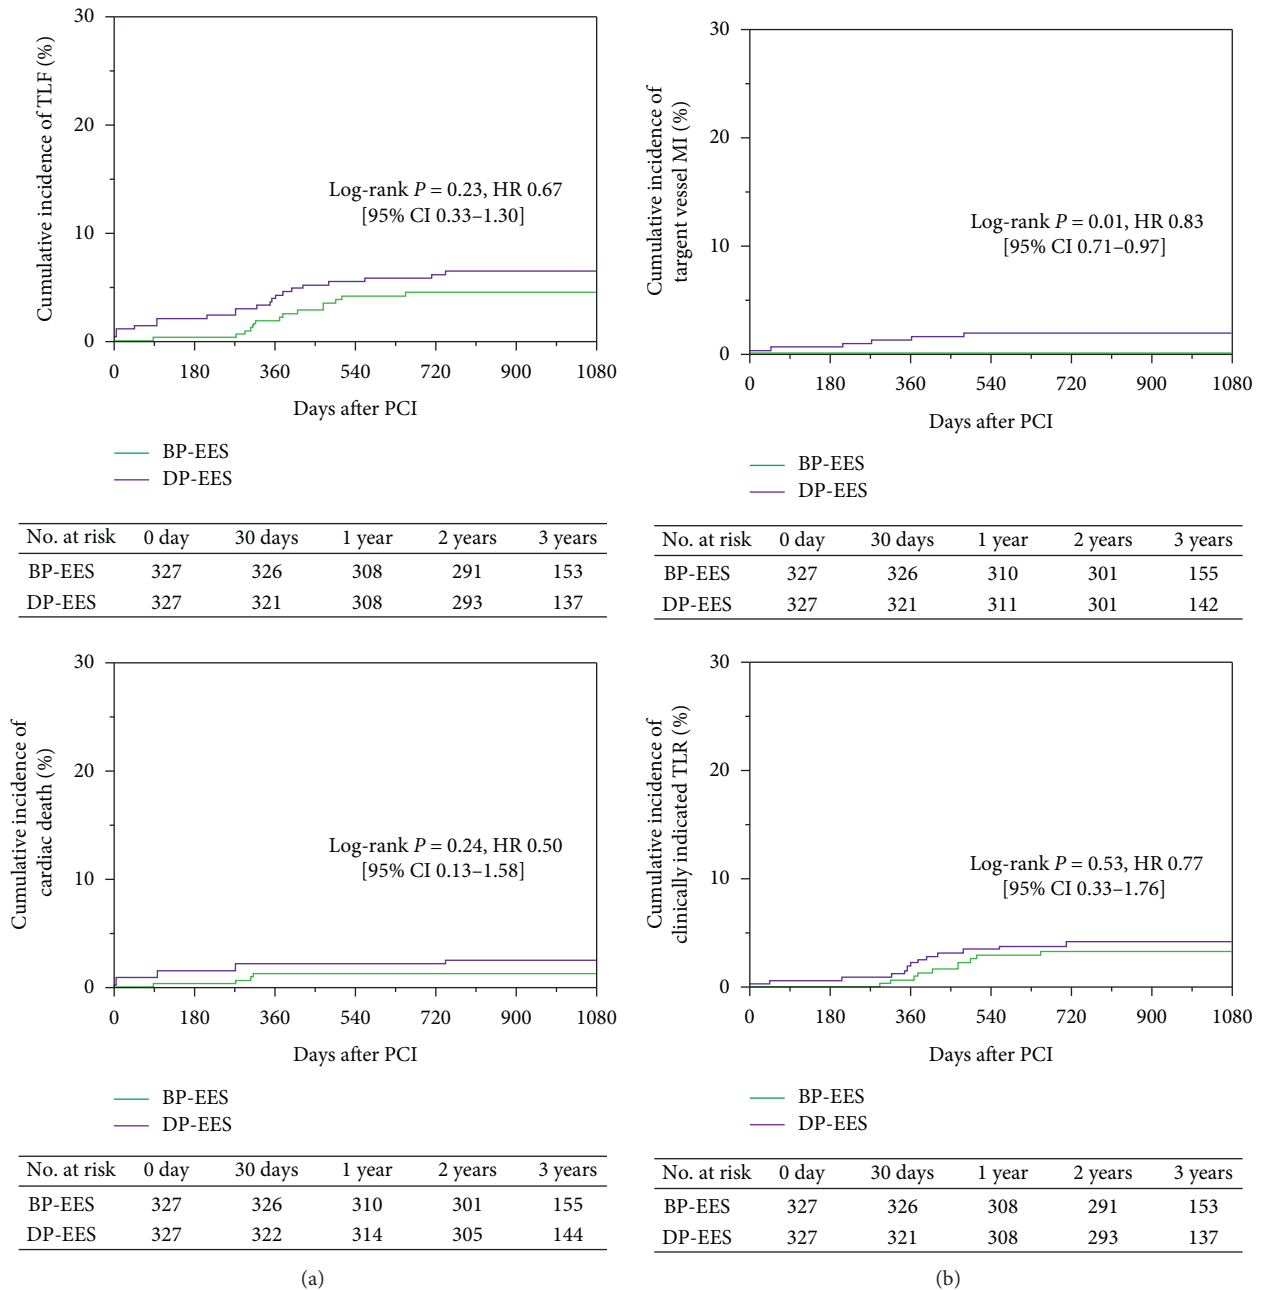 Cumulative incidence of TLF (%)
30
20
10
0
Log-rank P = 0.23, HR 0.67
[95% CI 0.33–1.30]
0 180 360 540 720 900 1080
Days after PCI
BP-EES
DP-EES
No. at risk 0 day 30 days 1 year 2 years 3 years
BP-EES 327 326 308 291 153
DP-EES 327 321 308 293 137
Cumulative incidence of
targent vessel MI (%)
30
20
10
0
Log-rank P = 0.01, HR 0.83
[95% CI 0.71–0.97]
0 180 360 540 720 900 1080
Days after PCI
BP-EES
DP-EES
No. at risk 0 day 30 days 1 year 2 years 3 years
BP-EES 327 326 310 301 155
DP-EES 327 321 311 301 142
Cumulative incidence of
cardiac death (%)
30
20
10
0
Log-rank P = 0.24, HR 0.50
[95% CI 0.13–1.58]
0 180 360 540 720 900 1080
Days after PCI
BP-EES
DP-EES
No. at risk 0 day 30 days 1 year 2 years 3 years
BP-EES 327 326 310 301 155
DP-EES 327 322 314 305 144
(a)
Cumulative incidence of
clinically indicated TLR (%)
30
20
10
0
Log-rank P = 0.53, HR 0.77
[95% CI 0.33–1.76]
0 180 360 540 720 900 1080
Days after PCI
BP-EES
DP-EES
No. at risk 0 day 30 days 1 year 2 years 3 years
BP-EES 327 326 308 291 153
DP-EES 327 321 308 293 137
(b)